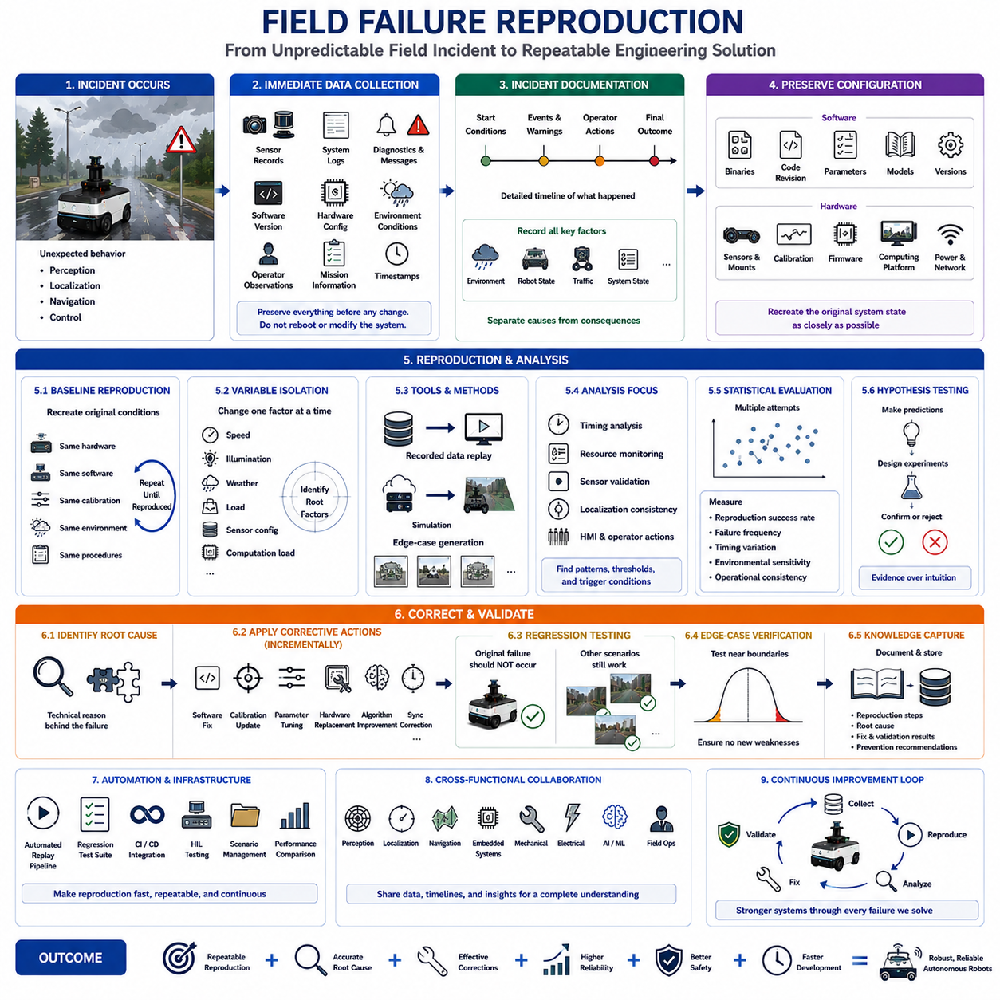 FIELD FAILURE REPRODUCTION
From Unpredictable Field Incident to Repeatable Engineering Solution
1. INCIDENT OCCURS
Unexpected behavior
• Perception
• Localization
• Navigation
• Control
2. IMMEDIATE DATA COLLECTION
Sensor
Records
System
Logs
Diagnostics &
Messages
Software
Version
Hardware
Config
Environment
Conditions
Operator
Observations
Mission
Information
Timestamps
Preserve everything before any change.
Do not reboot or modify the system.
3. INCIDENT DOCUMENTATION
Start
Conditions
Events &
Warnings
Operator
Actions
Final
Outcome
Detailed timeline of what happened
Record all key factors
Environment
Robot State
Traffic
System State
...
Separate causes from consequences
4. PRESERVE CONFIGURATION
Software
Binaries
Code
Revision
Parameters
Models
Versions
Hardware
Sensors &
Mounts
Calibration
Firmware
Computing
Platform
Power &
Network
Recreate the original system state
as closely as possible
5. REPRODUCTION & ANALYSIS
5.1 BASELINE REPRODUCTION
Recreate original conditions
Same hardware
Same software
Same calibration
Same environment
Same procedures
Repeat
Until
Reproduced
5.2 VARIABLE ISOLATION
Change one factor at a time
Speed
Illumination
Weather
Load
Sensor config
Computation load
...
Identify
Root
Factors
5.3 TOOLS & METHODS
Recorded data replay
Simulation
Edge-case generation
...
5.4 ANALYSIS FOCUS
Timing analysis
Resource monitoring
Sensor validation
Localization consistency
HMI & operator actions
Find patterns, thresholds,
and trigger conditions
5.5 STATISTICAL EVALUATION
Multiple attempts
Measure
• Reproduction success rate
• Failure frequency
• Timing variation
• Environmental sensitivity
• Operational consistency
5.6 HYPOTHESIS TESTING
Make predictions
Design experiments
Confirm or reject
Evidence over intuition
6. CORRECT & VALIDATE
6.1 IDENTIFY ROOT CAUSE
Technical reason
behind the failure
6.2 APPLY CORRECTIVE ACTIONS
(INCREMENTALLY)
Software
Fix
Calibration
Update
Parameter
Tuning
Hardware
Replacement
Algorithm
Improvement
Sync
Correction
...
6.3 REGRESSION TESTING
Original failure
should NOT occur
Other scenarios
still work
...
6.4 EDGE-CASE VERIFICATION
Test near boundaries
Ensure no new weaknesses
6.5 KNOWLEDGE CAPTURE
Document & store
• Reproduction steps
• Root cause
• Fix & validation results
• Prevention recommendations
7. AUTOMATION & INFRASTRUCTURE
Automated
Replay
Pipeline
Regression
Test Suite
CI / CD
Integration
HIL
Testing
Scenario
Management
Performance
Comparison
Make reproduction fast, repeatable, and continuous
8. CROSS-FUNCTIONAL COLLABORATION
Perception
Localization
Navigation
Embedded
Systems
Mechanical
Electrical
AI / ML
Field Ops
Share data, timelines, and insights for a complete understanding
9. CONTINUOUS IMPROVEMENT LOOP
Collect
Reproduce
Analyze
Fix
Validate
Stronger systems through every failure we solve
OUTCOME
Repeatable
Reproduction
+
Accurate
Root Cause
+
Effective
Corrections
+
Higher
Reliability
+
Better
Safety
+
Faster
Development
=
Robust, Reliable
Autonomous Robots